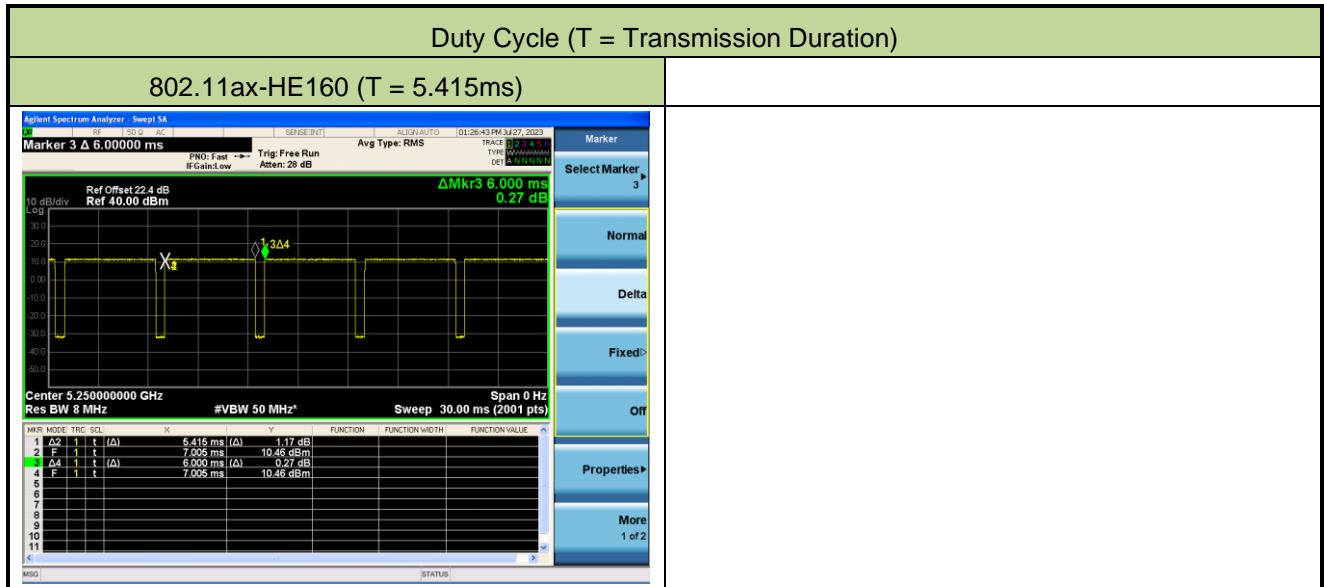 Duty Cycle (T = Transmission Duration)
802.11ax-HE160 (T = 5.415ms)
Agilent Spectrum Analyzer - Swept SA
RF 50 Ω AC SENSE:INT ALIGN AUTO 01:26:43 PM Jul 27, 2023
Marker 3 Δ 6.00000 ms
PNO: Fast
IFGain:Low
Trig: Free Run
Atten: 28 dB
Avg Type: RMS
TRACE 1 2 3 4 5 6
TYPE
DET A N N N N N
Marker
Select Marker
3
Normal
Delta
Fixed
Off
Properties
More
1 of 2
ΔMkr3 6.000 ms
0.27 dB
Ref Offset 22.4 dB
10 dB/div Ref 40.00 dBm
Log
30.0
20.0
10.0
0.00
-10.0
-20.0
-30.0
-40.0
-50.0
3Δ4
Center 5.250000000 GHz Span 0 Hz
Res BW 8 MHz #VBW 50 MHz* Sweep 30.00 ms (2001 pts)
MKR MODE TRC SCL X Y FUNCTION FUNCTION WIDTH FUNCTION VALUE
1 Δ2 1 t (Δ) 5.415 ms (Δ) 1.17 dB
2 F 1 t 7.005 ms 10.46 dBm
3 Δ4 1 t (Δ) 6.000 ms (Δ) 0.27 dB
4 F 1 t 7.005 ms 10.46 dBm
5
6
7
8
9
10
11
MSG STATUS